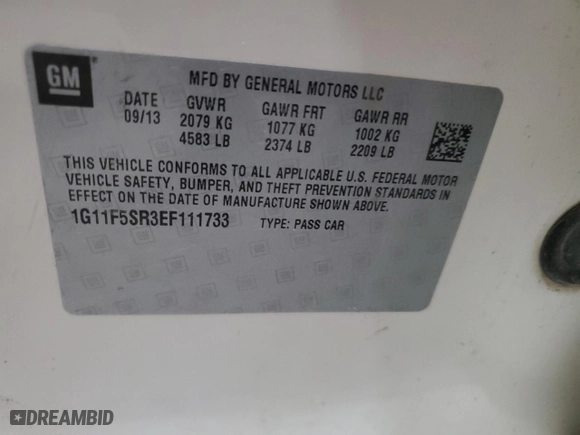 GM
MFD BY GENERAL MOTORS LLC
DATE GVWR GAWR FRT GAWR RR
09/13 2079 KG 1077 KG 1002 KG
4583 LB 2374 LB 2209 LB
THIS VEHICLE CONFORMS TO ALL APPLICABLE U.S. FEDERAL MOTOR
VEHICLE SAFETY, BUMPER, AND THEFT PREVENTION STANDARDS IN
EFFECT ON THE DATE OF MANUFACTURE SHOWN ABOVE.
1G11F5SR3EF111733 TYPE: PASS CAR
DREAMBID